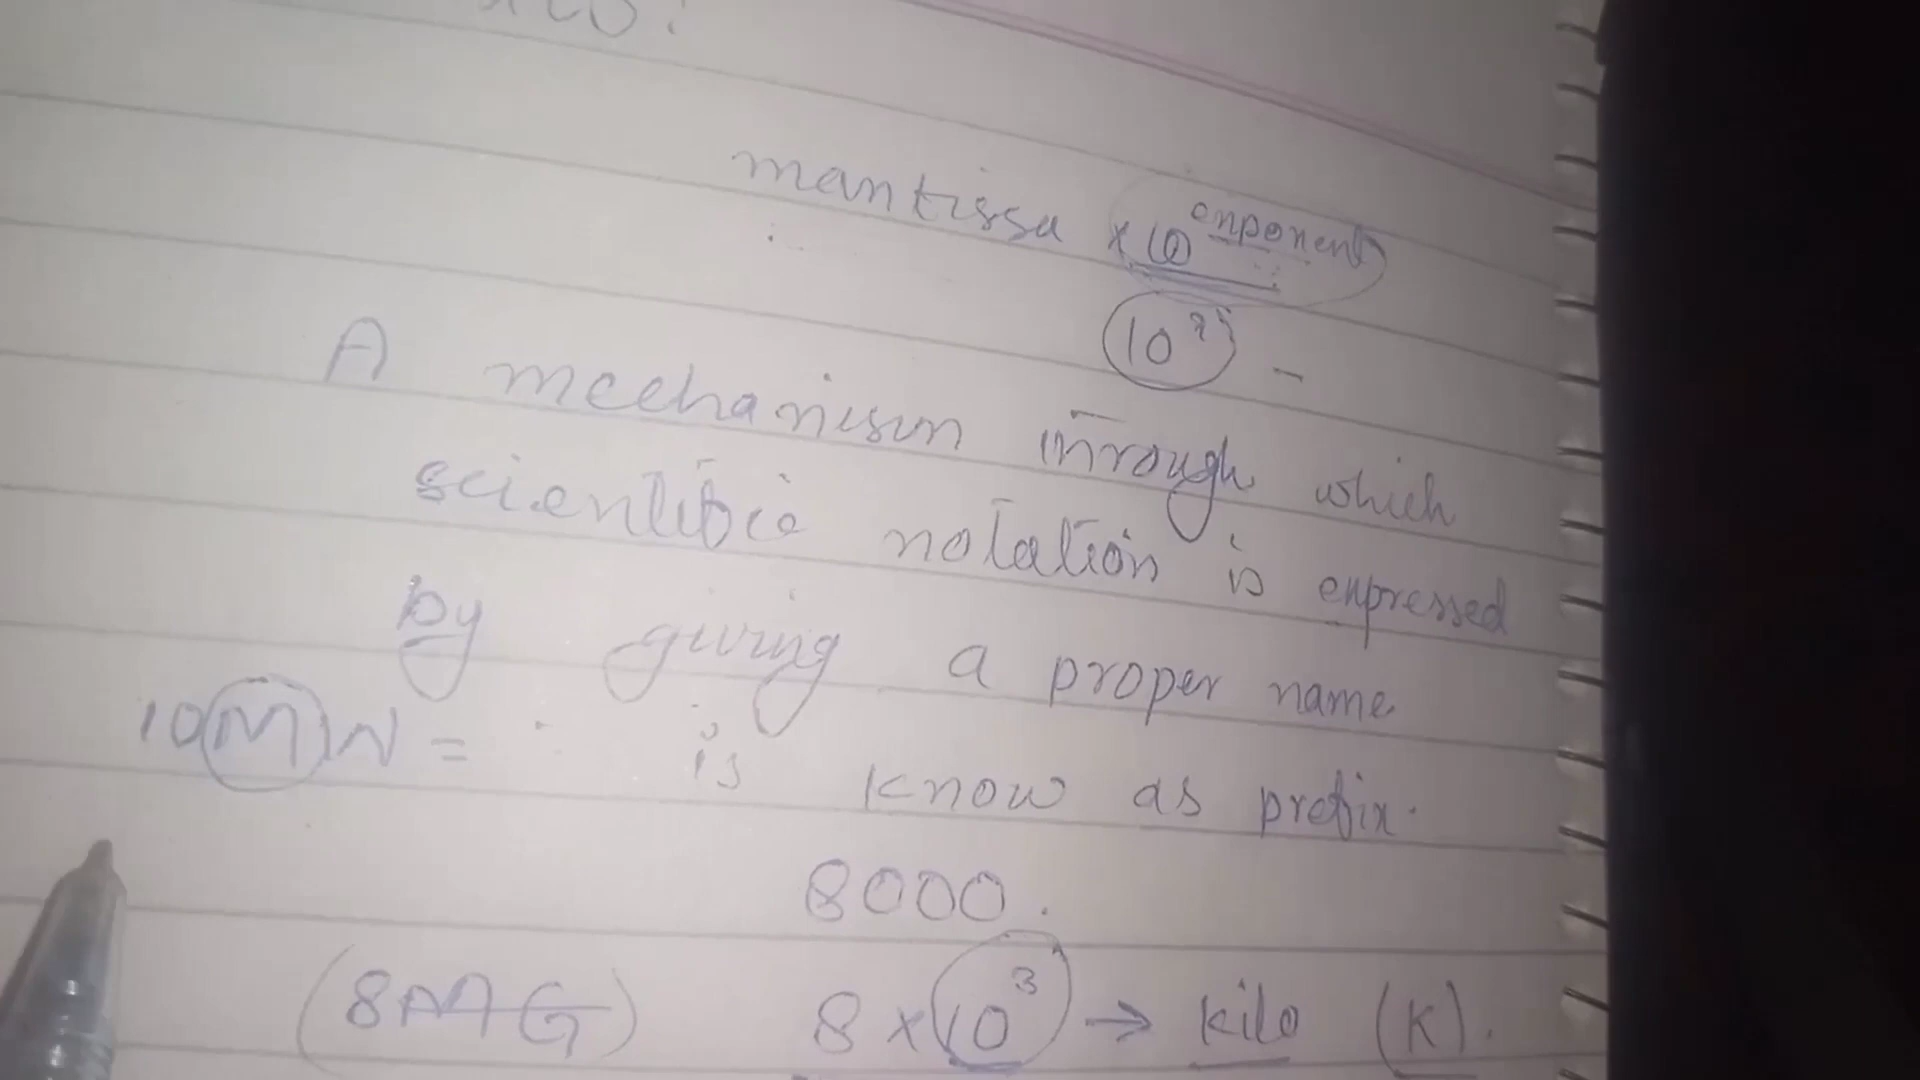 mantissa × 10^exponent
10^x -
A mechanism through which
scientific notation is expressed
by giving a proper name
10 M W =
is know as prefix.
8000.
8 × 10^3 → kilo (K).